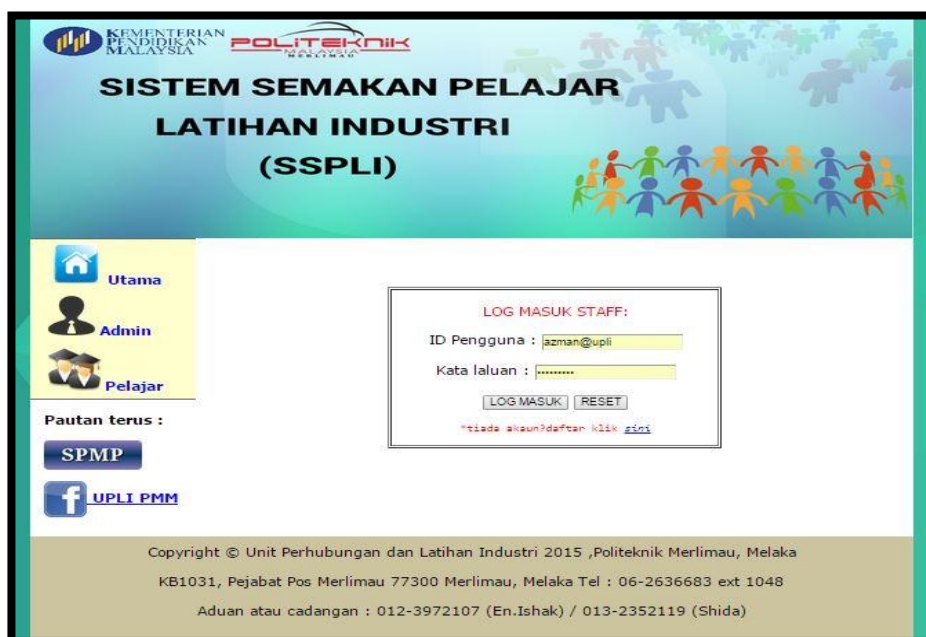 KEMENTERIAN
PENDIDIKAN
MALAYSIA
POLITEKNIK
MALAYSIA
MERLIMAU
SISTEM SEMAKAN PELAJAR
LATIHAN INDUSTRI
(SSPLI)
Utama
Admin
Pelajar
Pautan terus :
SPMP
f UPLI PMM
LOG MASUK STAFF:
ID Pengguna : azman@upli
Kata laluan : •••••••••
LOG MASUK RESET
*tiada akaun?daftar klik sini
Copyright © Unit Perhubungan dan Latihan Industri 2015 ,Politeknik Merlimau, Melaka
KB1031, Pejabat Pos Merlimau 77300 Merlimau, Melaka Tel : 06-2636683 ext 1048
Aduan atau cadangan : 012-3972107 (En.Ishak) / 013-2352119 (Shida)